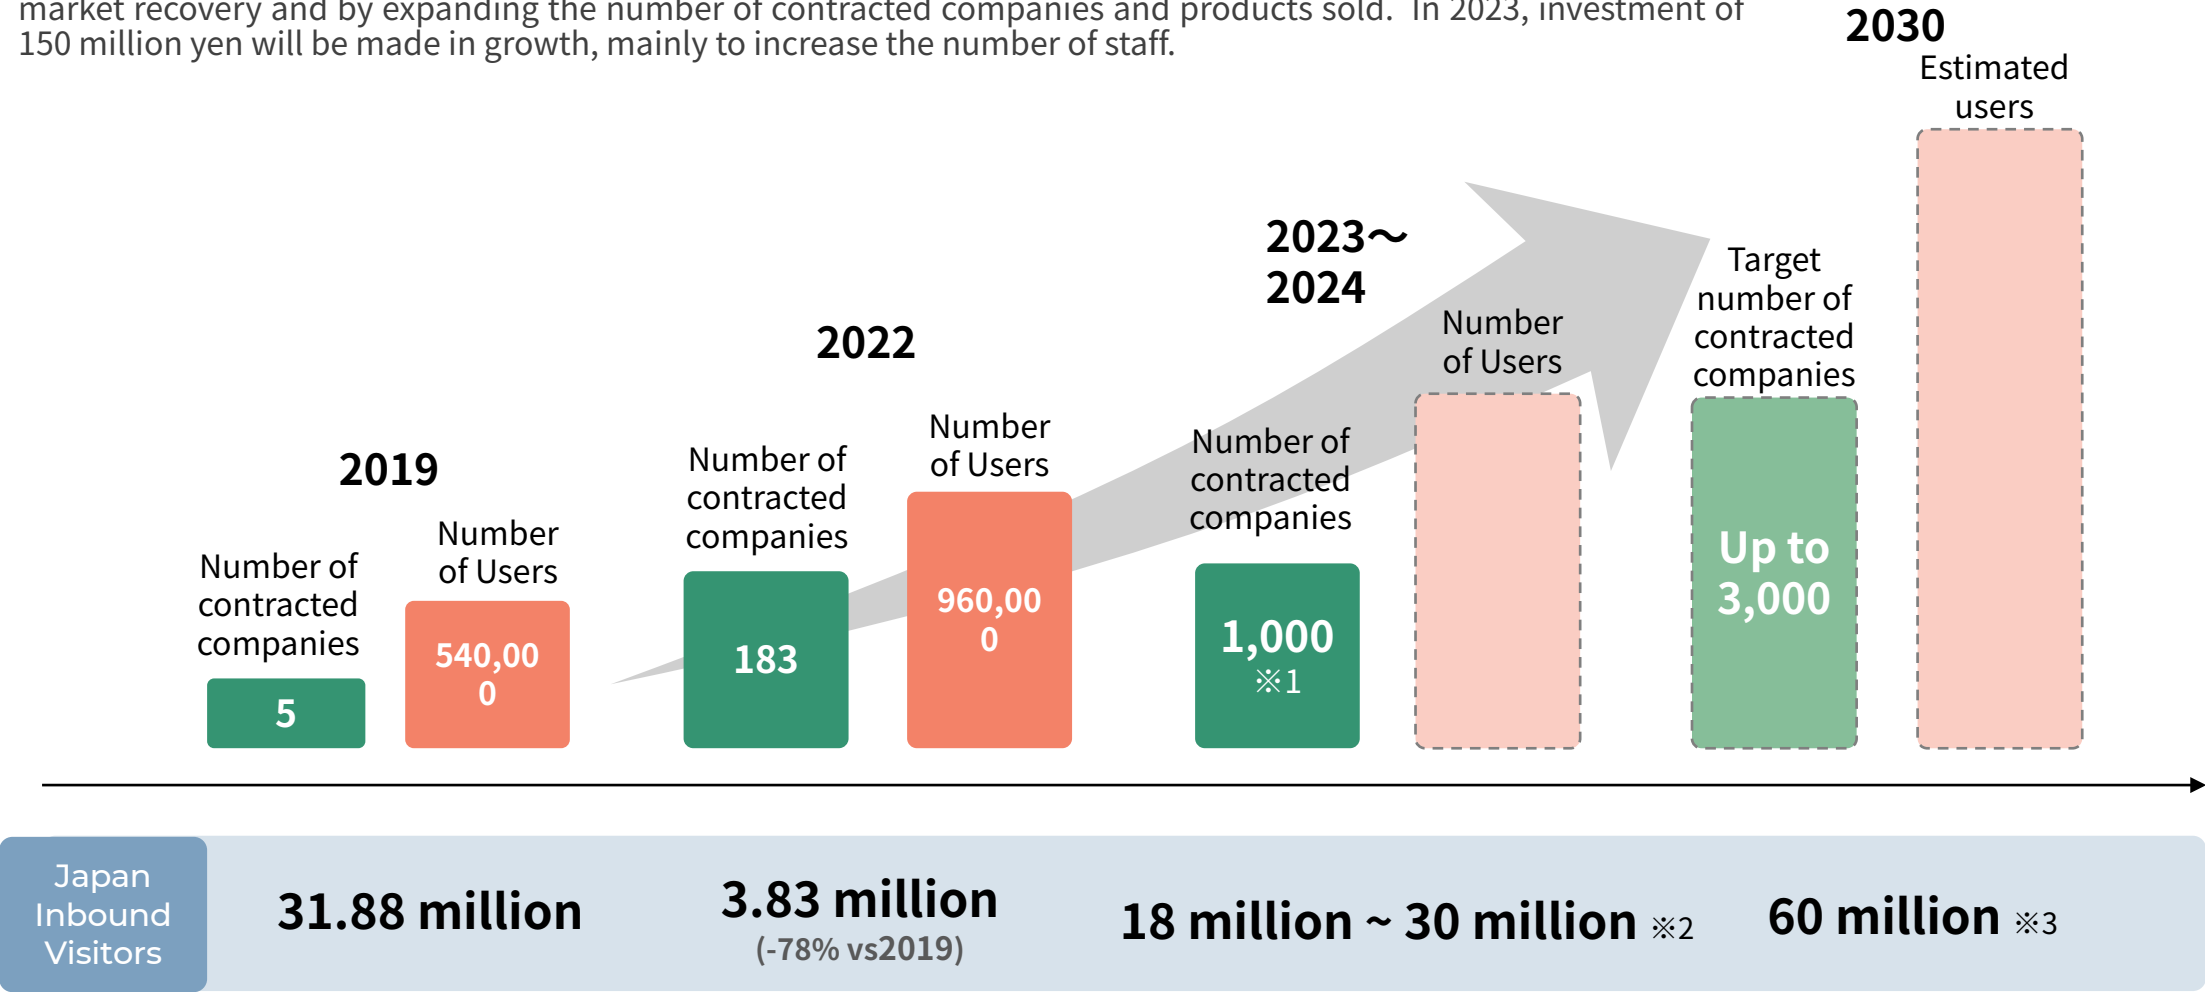 market recovery and by expanding the number of contracted companies and products sold. In 2023, investment of
150 million yen will be made in growth, mainly to increase the number of staff.
2019
Number of
contracted
companies
5
Number
of Users
540,00
0
2022
Number of
contracted
companies
183
Number
of Users
960,00
0
2023～
2024
Number of
contracted
companies
1,000
※1
Number
of Users
2030
Target
number of
contracted
companies
Up to
3,000
Estimated
users
Japan
Inbound
Visitors
31.88 million
3.83 million
(-78% vs2019)
18 million ~ 30 million ※2
60 million ※3